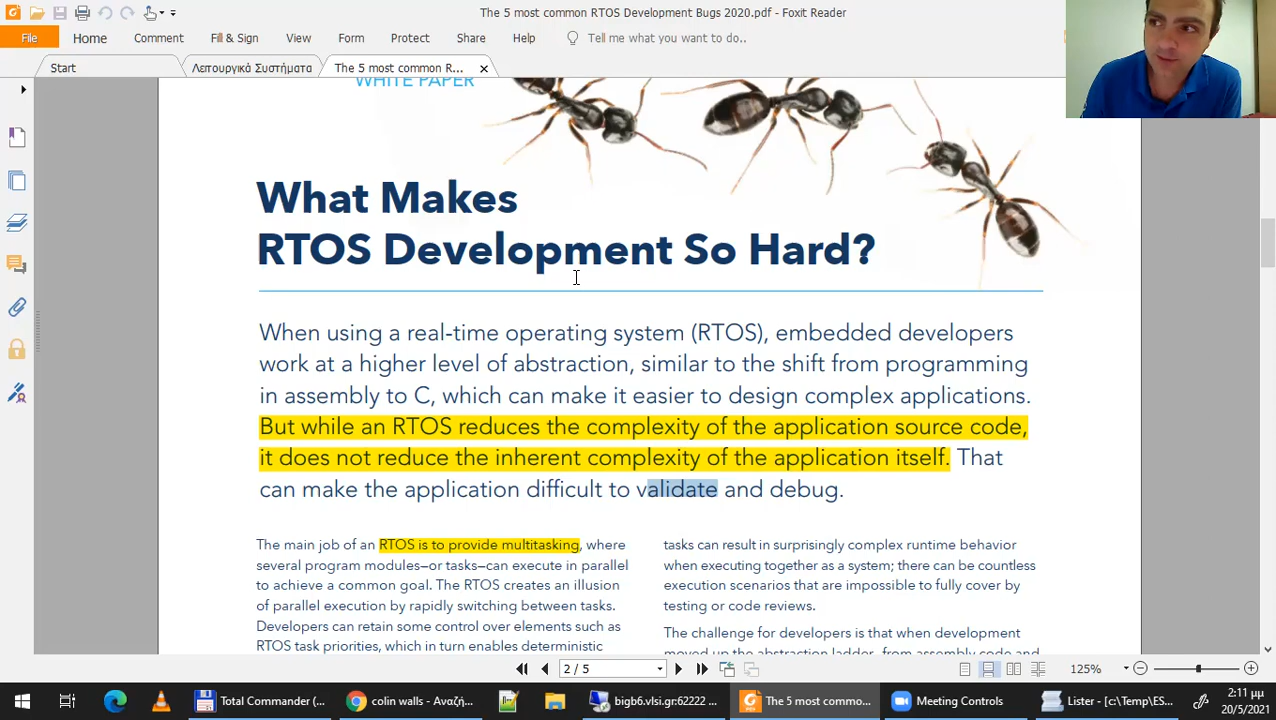 The 5 most common RTOS Development Bugs 2020.pdf - Foxit Reader
File Home Comment Fill & Sign View Form Protect Share Help Tell me what you want to do..
Start Λειτουργικά Συστήματα The 5 most common R... ×
WHITE PAPER
What Makes
RTOS Development So Hard?
When using a real-time operating system (RTOS), embedded developers
work at a higher level of abstraction, similar to the shift from programming
in assembly to C, which can make it easier to design complex applications.
But while an RTOS reduces the complexity of the application source code,
it does not reduce the inherent complexity of the application itself. That
can make the application difficult to validate and debug.
The main job of an RTOS is to provide multitasking, where
several program modules—or tasks—can execute in parallel
to achieve a common goal. The RTOS creates an illusion
of parallel execution by rapidly switching between tasks.
Developers can retain some control over elements such as
RTOS task priorities, which in turn enables deterministic
tasks can result in surprisingly complex runtime behavior
when executing together as a system; there can be countless
execution scenarios that are impossible to fully cover by
testing or code reviews.
The challenge for developers is that when development
moved up the abstraction ladder, from assembly code and
2 / 5
125%
Total Commander (... colin walls - Αναζή... bigb6.vlsi.gr:62222 ... The 5 most commo... Meeting Controls Lister - [c:\Temp\ES...
2:11 μμ
20/5/2021